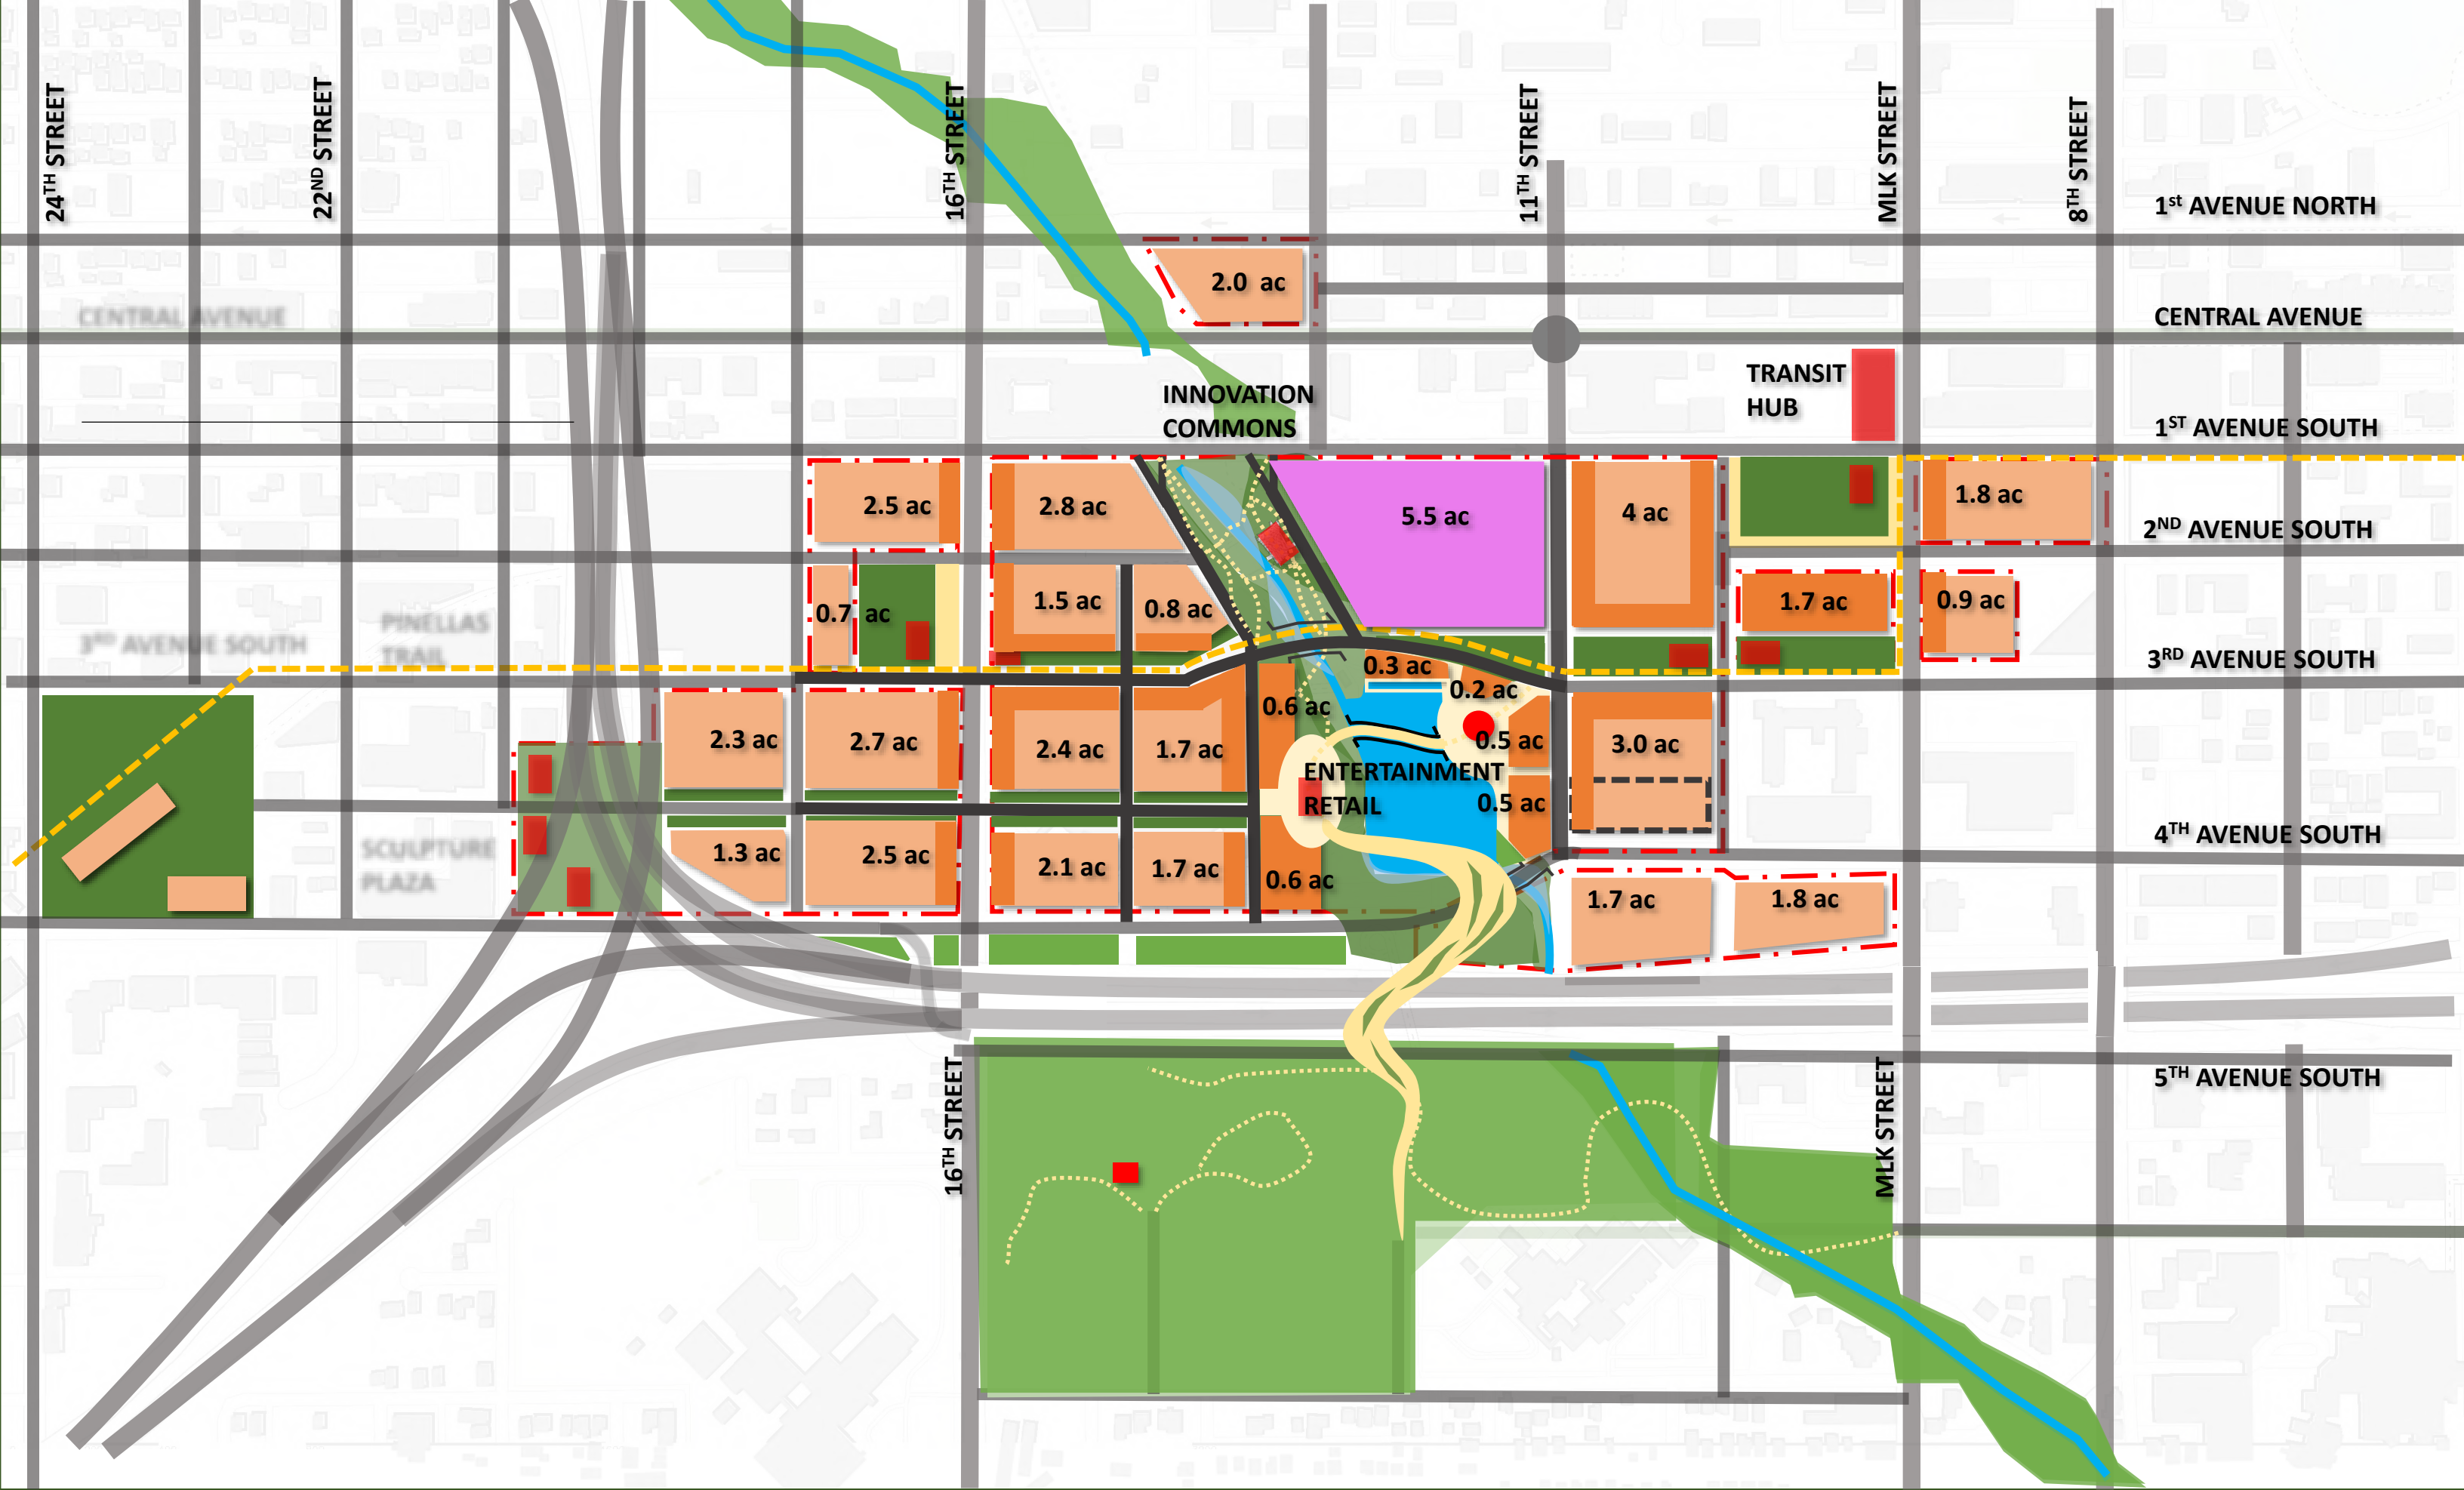 24TH STREET
22ND STREET
16TH STREET
11TH STREET
MLK STREET
8TH STREET
1st AVENUE NORTH
2.0 ac
CENTRAL AVENUE
CENTRAL AVENUE
TRANSIT
HUB
INNOVATION
COMMONS
1ST AVENUE SOUTH
2.5 ac
2.8 ac
5.5 ac
4 ac
1.8 ac
2ND AVENUE SOUTH
0.7 ac
1.5 ac
0.8 ac
1.7 ac
0.9 ac
3RD AVENUE SOUTH
PINELLAS
TRAIL
3RD AVENUE SOUTH
0.3 ac
0.2 ac
0.6 ac
2.3 ac
2.7 ac
2.4 ac
1.7 ac
0.5 ac
3.0 ac
ENTERTAINMENT
RETAIL
0.5 ac
4TH AVENUE SOUTH
SCULPTURE
PLAZA
1.3 ac
2.5 ac
2.1 ac
1.7 ac
0.6 ac
1.7 ac
1.8 ac
5TH AVENUE SOUTH
16TH STREET
MLK STREET